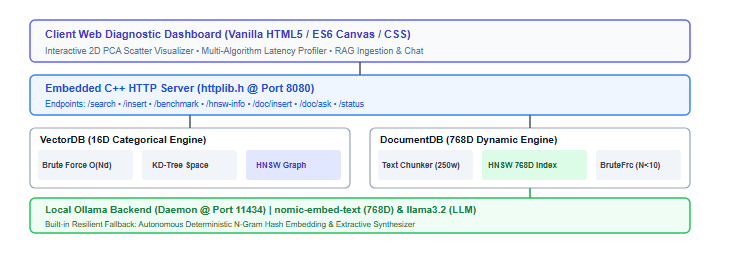 Client Web Diagnostic Dashboard (Vanilla HTML5 / ES6 Canvas / CSS)
Interactive 2D PCA Scatter Visualizer • Multi-Algorithm Latency Profiler • RAG Ingestion & Chat
Embedded C++ HTTP Server (httplib.h @ Port 8080)
Endpoints: /search • /insert • /benchmark • /hnsw-info • /doc/insert • /doc/ask • /status
VectorDB (16D Categorical Engine)
Brute Force O(Nd)
KD-Tree Space
HNSW Graph
DocumentDB (768D Dynamic Engine)
Text Chunker (250w)
HNSW 768D Index
BruteFrc (N<10)
Local Ollama Backend (Daemon @ Port 11434) | nomic-embed-text (768D) & llama3.2 (LLM)
Built-in Resilient Fallback: Autonomous Deterministic N-Gram Hash Embedding & Extractive Synthesizer